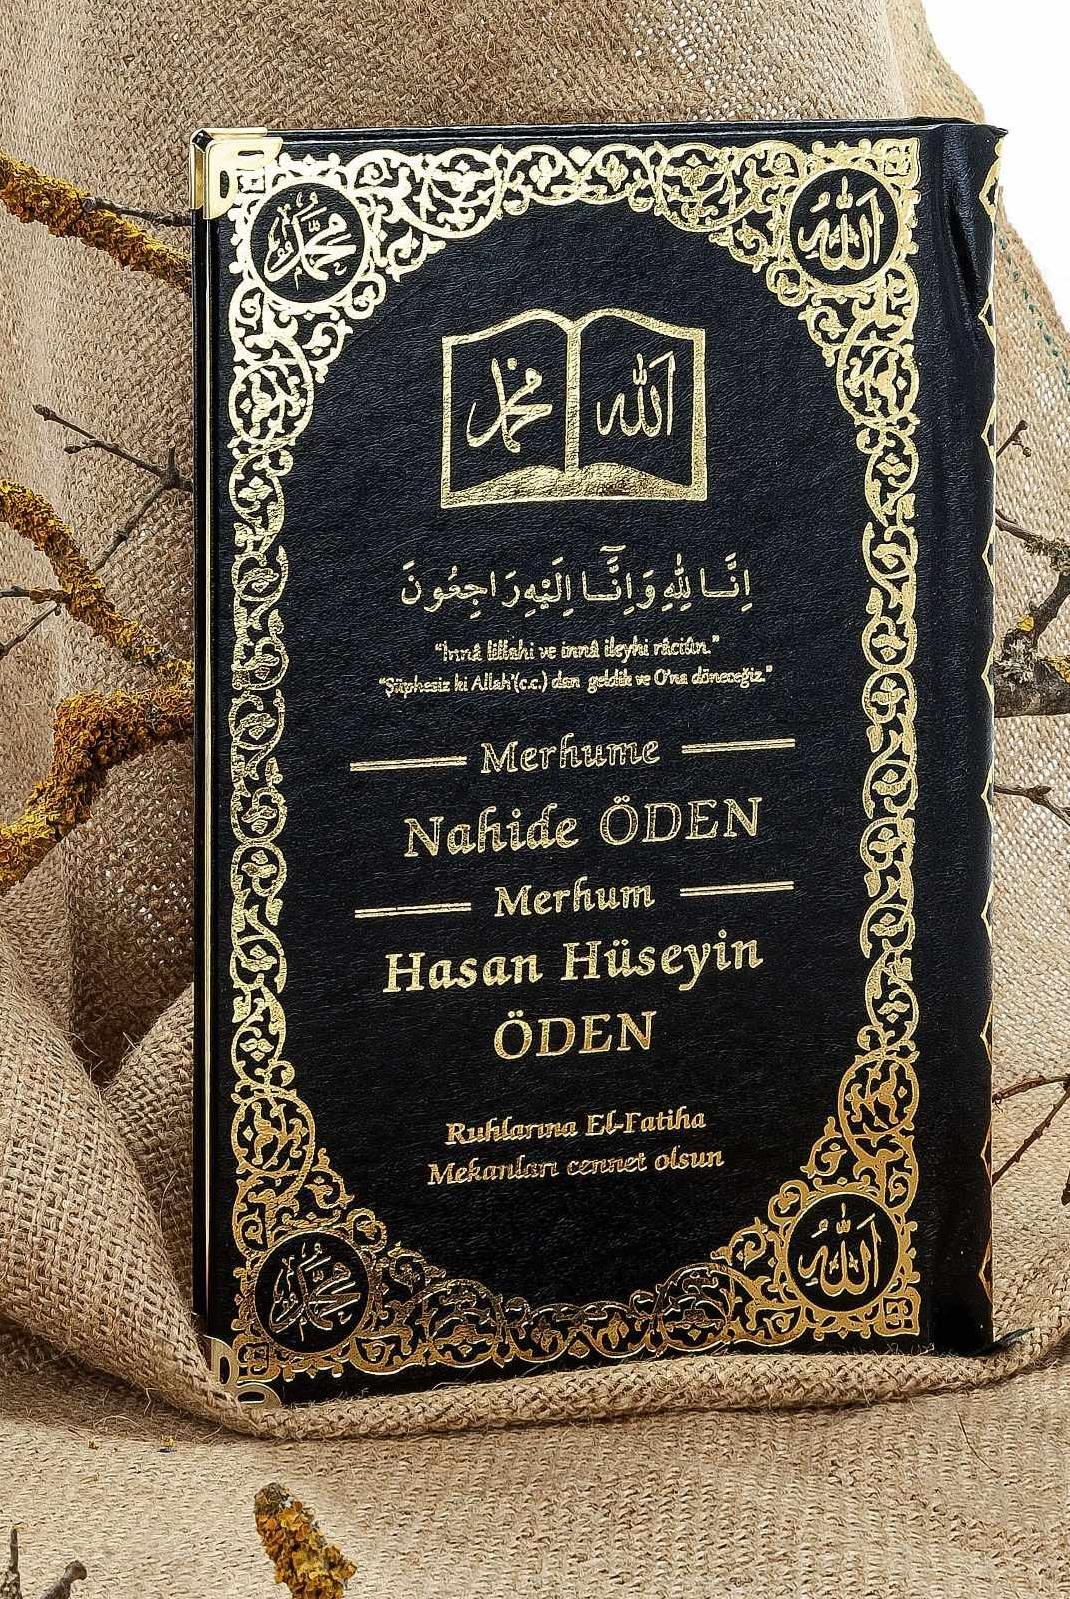 محمد
الله
محمد
الله
اِنَّا لِلّٰهِ وَاِنَّٓا اِلَيْهِ رَاجِعُونَ
"İnnâ lillahi ve innâ ileyhi râciûn."
"Şüphesiz ki Allah'(c.c.) dan geldik ve O'na döneceğiz."
Merhume
Nahide ÖDEN
Merhum
Hasan Hüseyin
ÖDEN
Ruhlarına El-Fatiha
Mekanları cennet olsun
محمد
الله